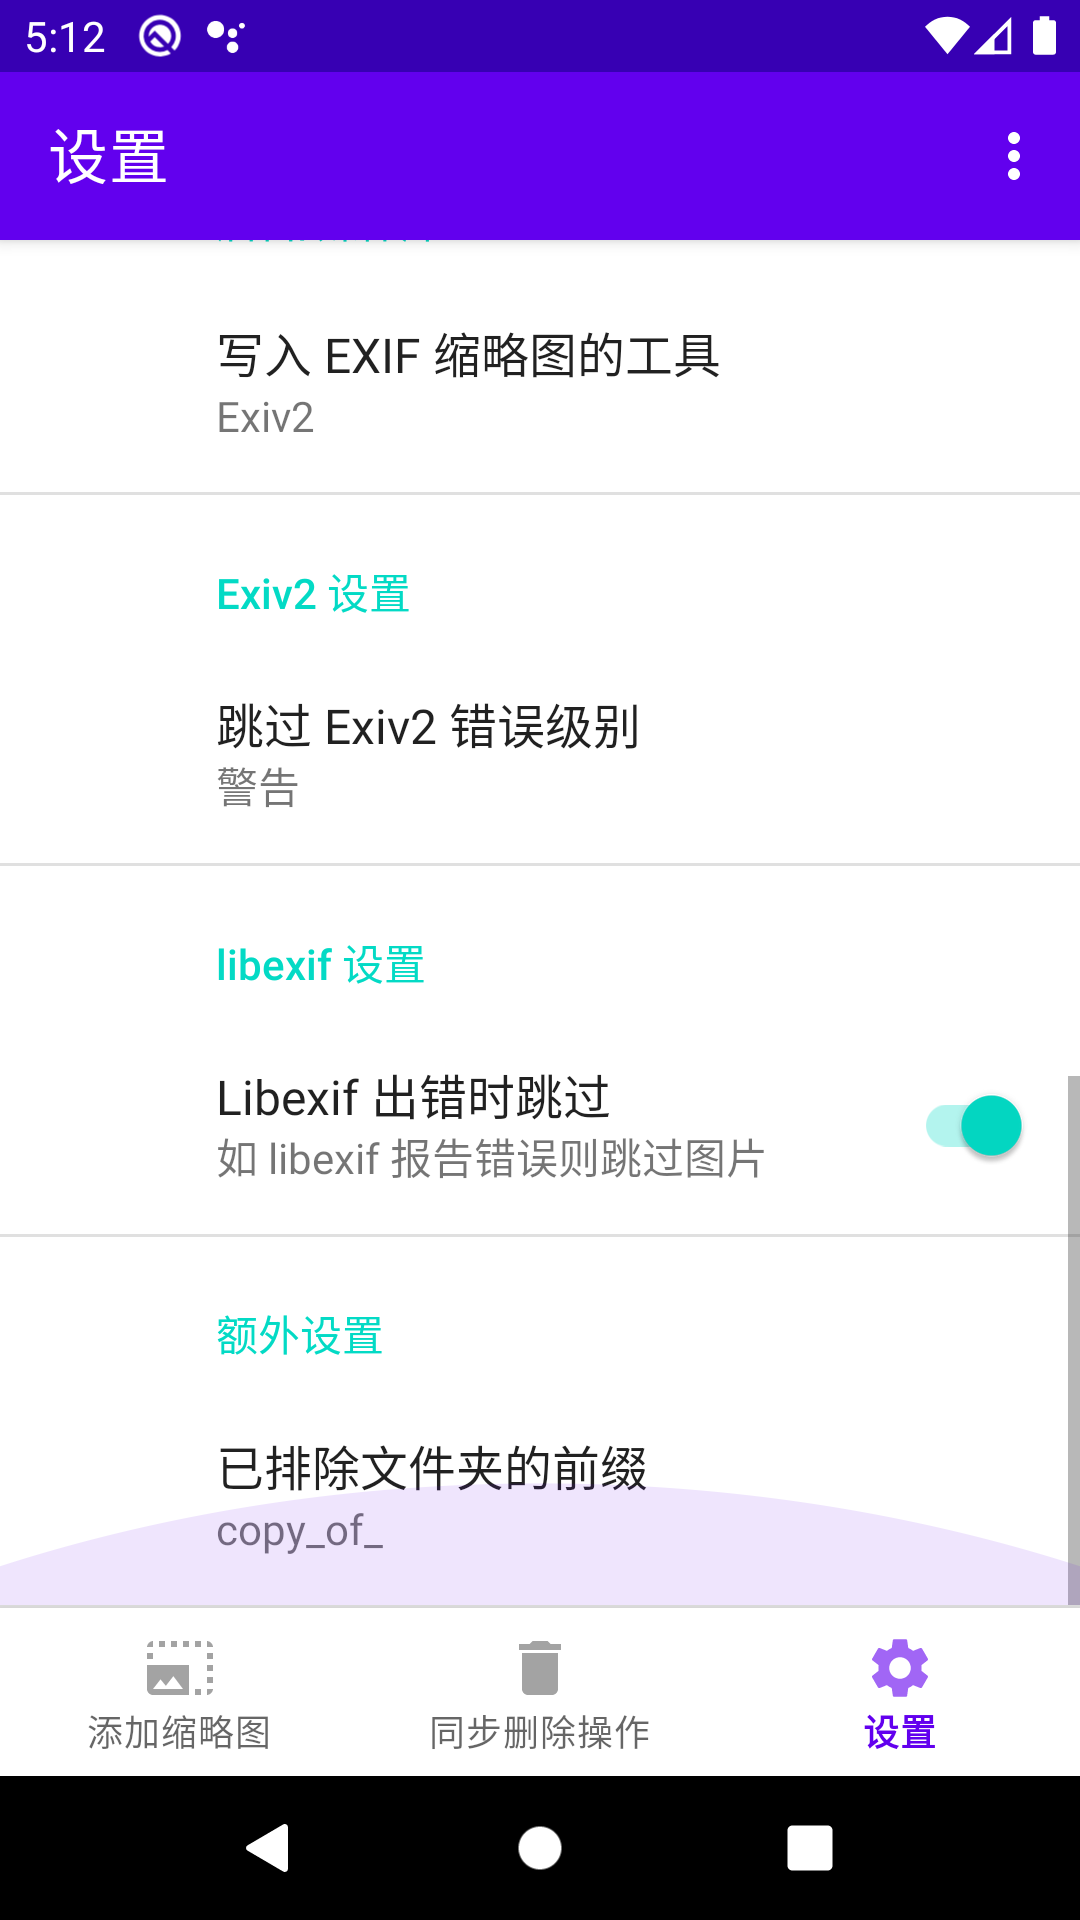 5:12
设置
写入 EXIF 缩略图的工具
Exiv2
Exiv2 设置
跳过 Exiv2 错误级别
警告
libexif 设置
Libexif 出错时跳过
如 libexif 报告错误则跳过图片
额外设置
已排除文件夹的前缀
copy_of_
添加缩略图
同步删除操作
设置